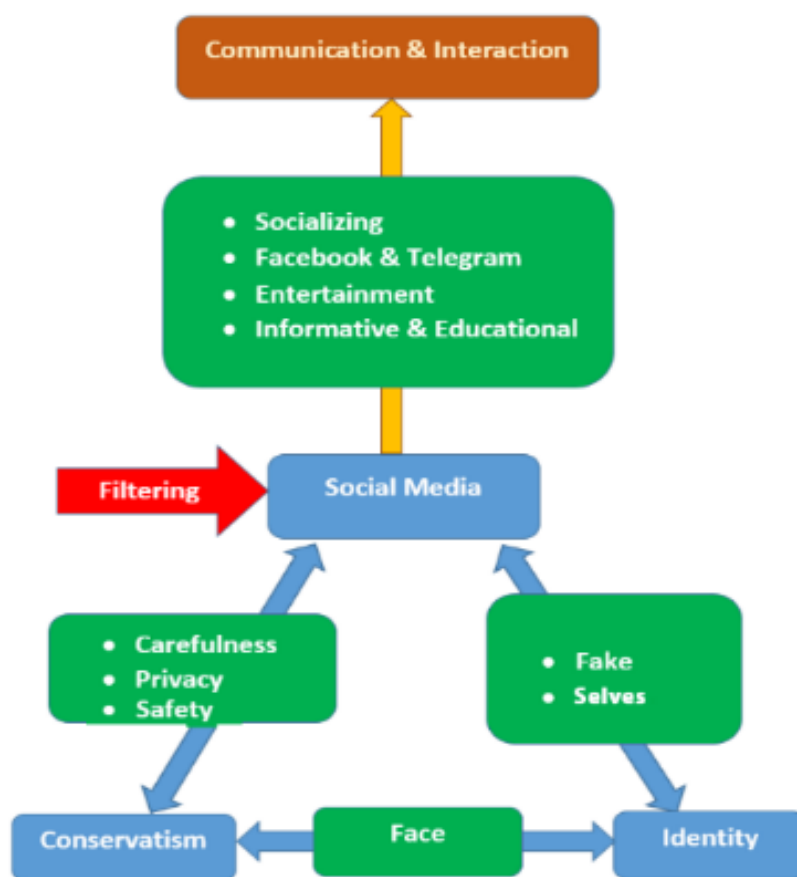 Communication & Interaction
• Socializing
• Facebook & Telegram
• Entertainment
• Informative & Educational
Filtering
Social Media
• Carefulness
• Privacy
• Safety
• Fake
• Selves
Conservatism
Face
Identity